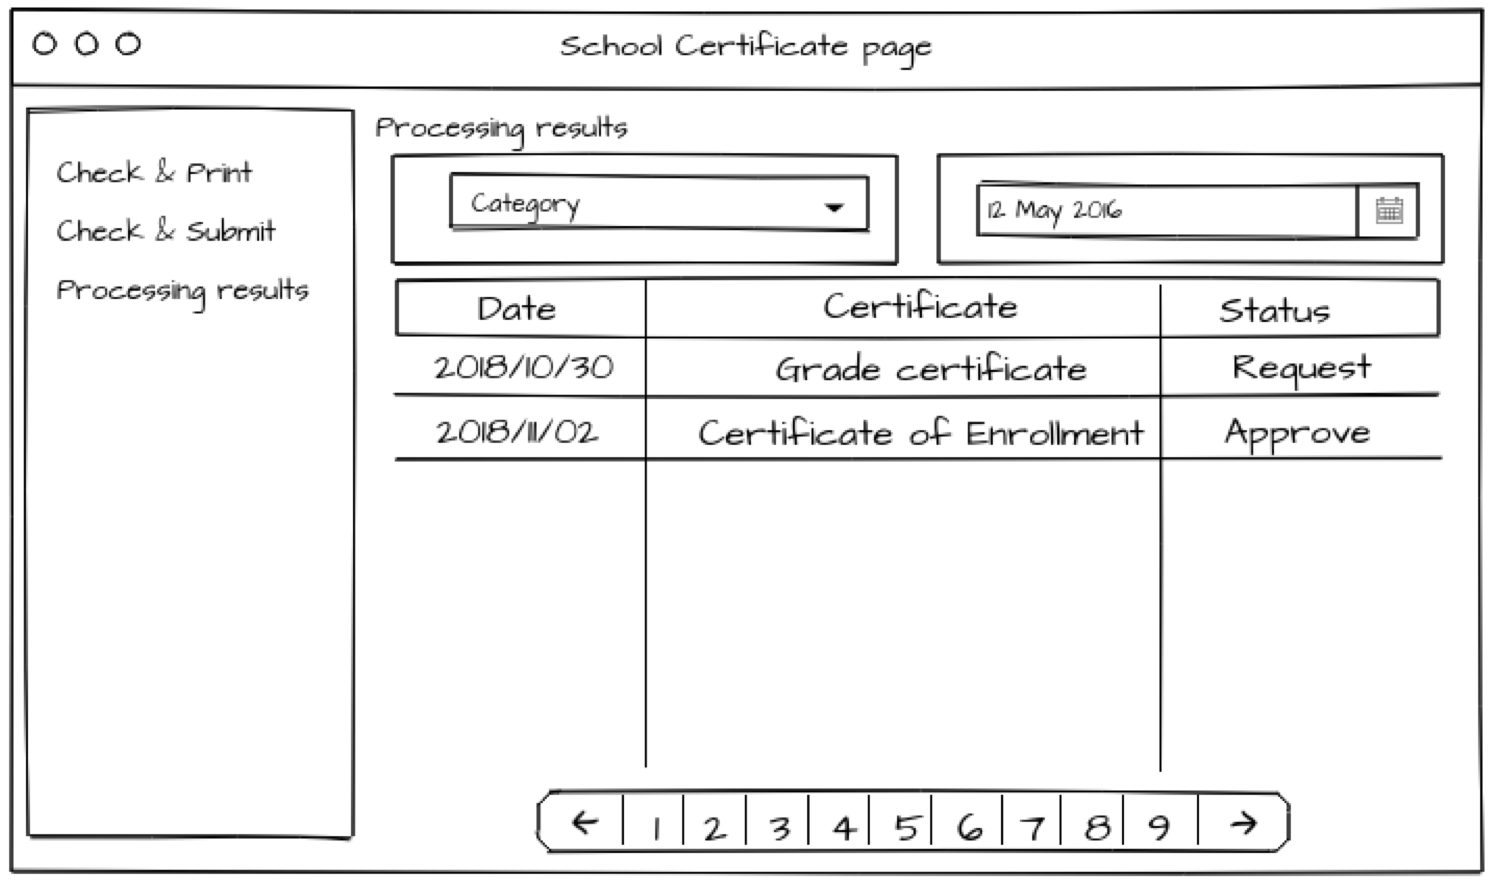 School Certificate page
Check & Print
Check & Submit
Processing results
Processing results
Category
12 May 2016
Date Certificate Status
2018/10/30 Grade certificate Request
2018/11/02 Certificate of Enrollment Approve
← 1 2 3 4 5 6 7 8 9 →